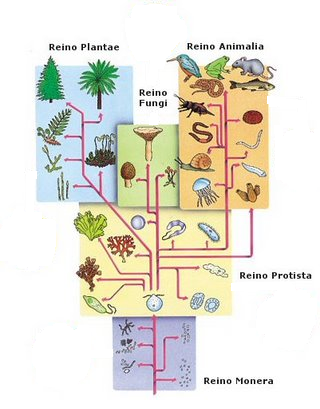 Reino Plantae
Reino Animalia
Reino
Fungi
Reino Protista
Reino Monera